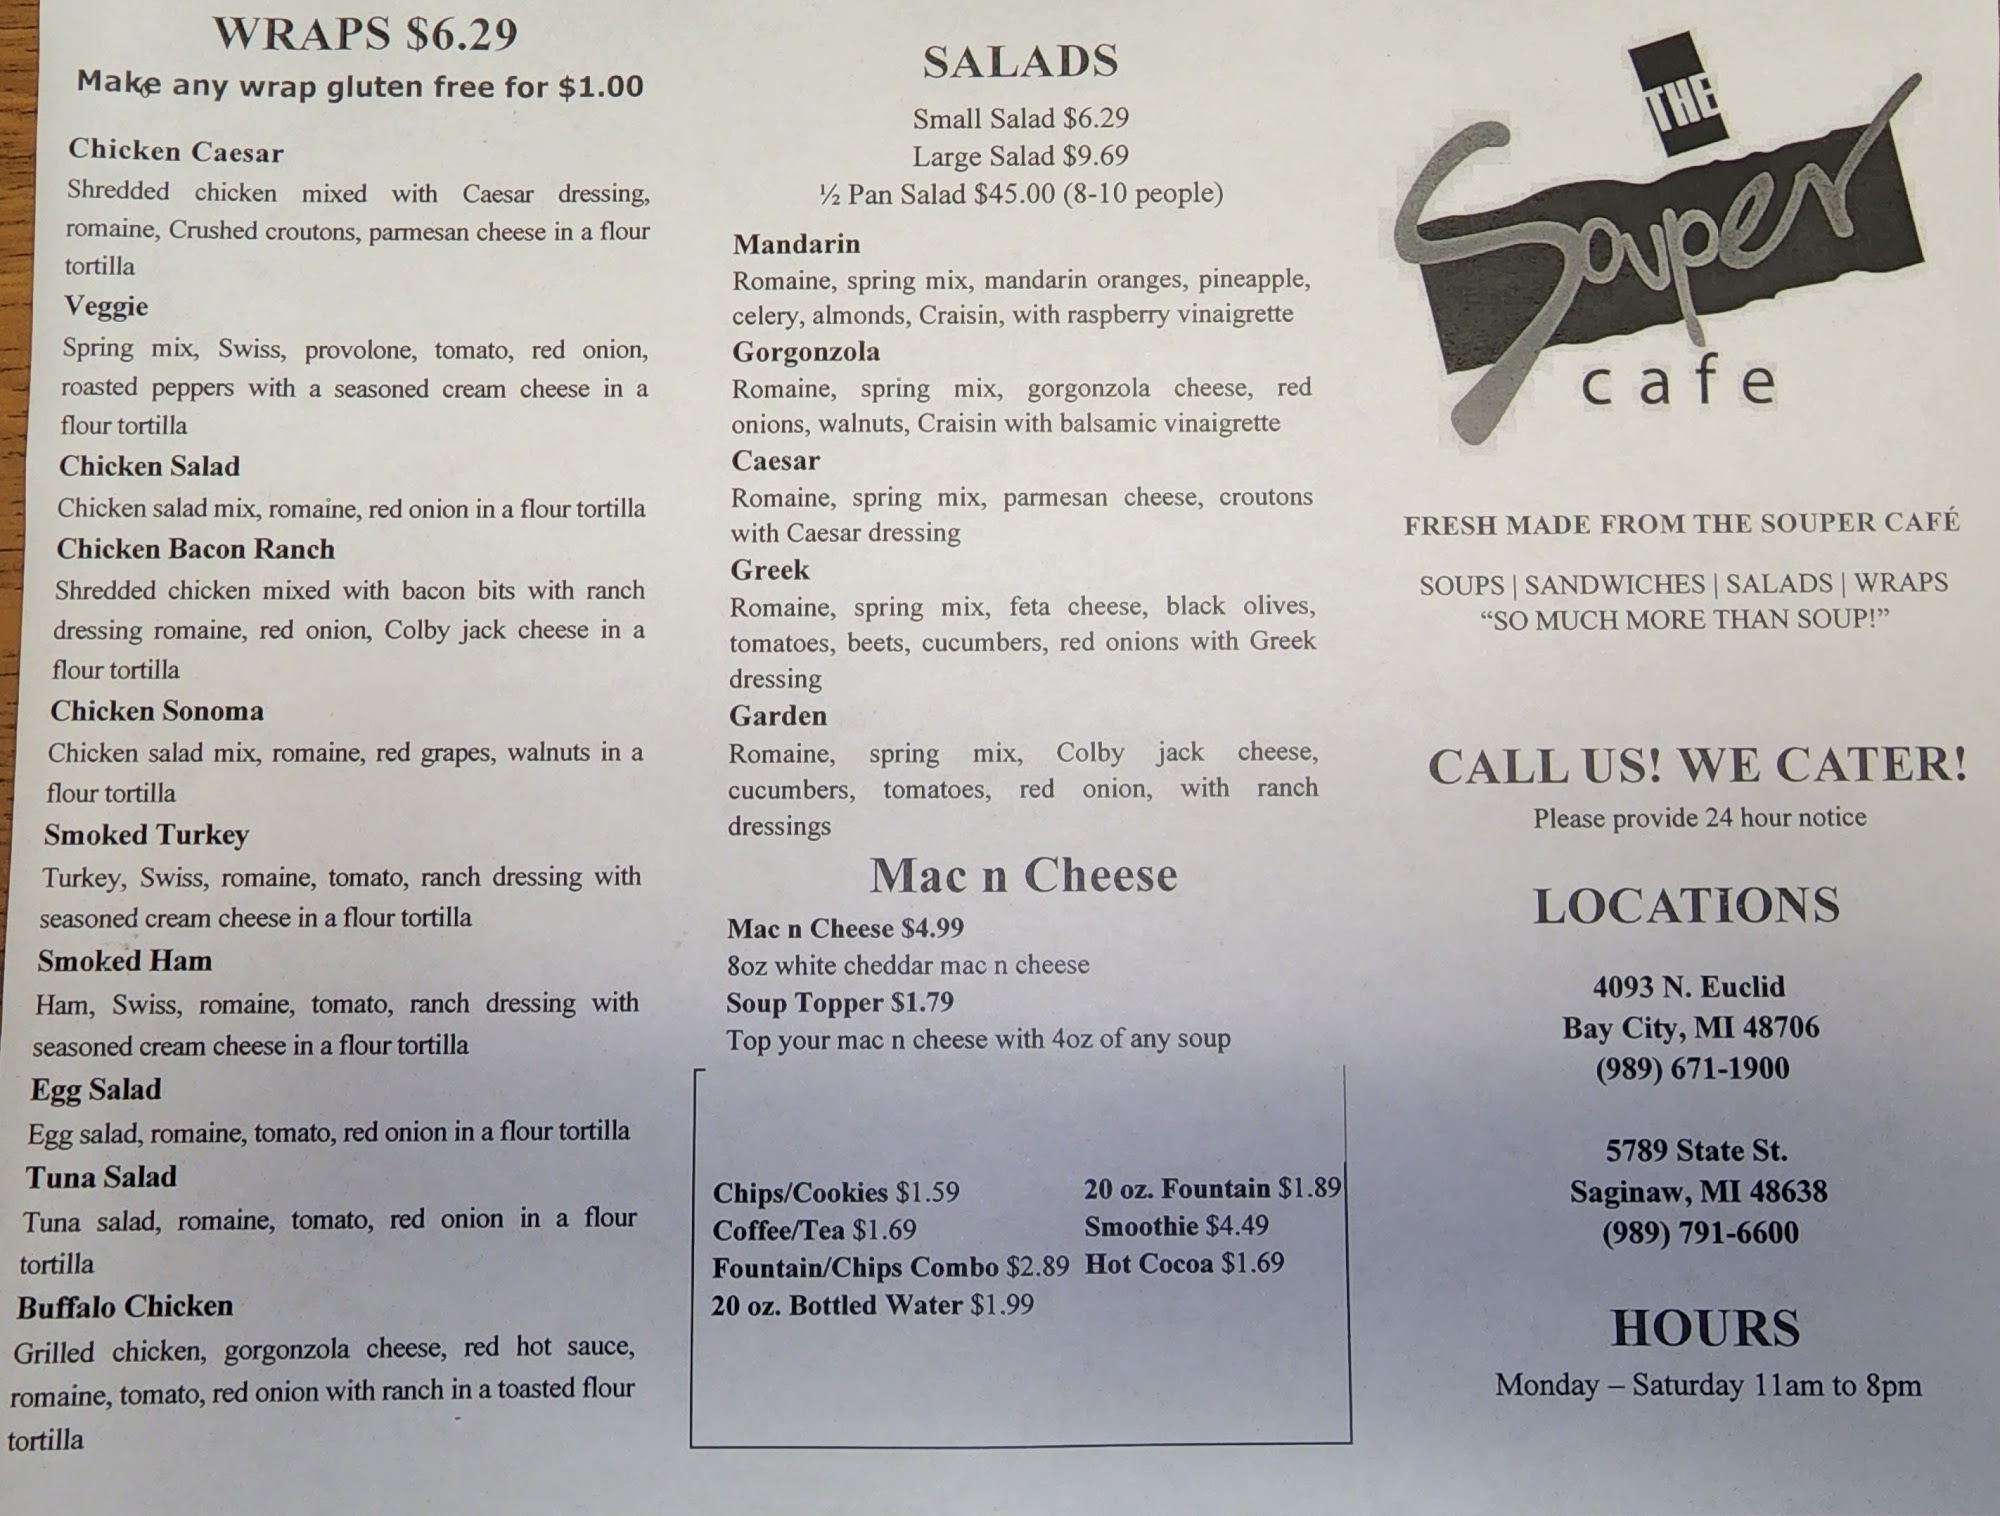 WRAPS $6.29
Make any wrap gluten free for $1.00
Chicken Caesar
Shredded chicken mixed with Caesar dressing,
romaine, Crushed croutons, parmesan cheese in a flour
tortilla
Veggie
Spring mix, Swiss, provolone, tomato, red onion,
roasted peppers with a seasoned cream cheese in a
flour tortilla
Chicken Salad
Chicken salad mix, romaine, red onion in a flour tortilla
Chicken Bacon Ranch
Shredded chicken mixed with bacon bits with ranch
dressing romaine, red onion, Colby jack cheese in a
flour tortilla
Chicken Sonoma
Chicken salad mix, romaine, red grapes, walnuts in a
flour tortilla
Smoked Turkey
Turkey, Swiss, romaine, tomato, ranch dressing with
seasoned cream cheese in a flour tortilla
Smoked Ham
Ham, Swiss, romaine, tomato, ranch dressing with
seasoned cream cheese in a flour tortilla
Egg Salad
Egg salad, romaine, tomato, red onion in a flour tortilla
Tuna Salad
Tuna salad, romaine, tomato, red onion in a flour
tortilla
Buffalo Chicken
Grilled chicken, gorgonzola cheese, red hot sauce,
romaine, tomato, red onion with ranch in a toasted flour
tortilla
SALADS
Small Salad $6.29
Large Salad $9.69
½ Pan Salad $45.00 (8-10 people)
Mandarin
Romaine, spring mix, mandarin oranges, pineapple,
celery, almonds, Craisin, with raspberry vinaigrette
Gorgonzola
Romaine, spring mix, gorgonzola cheese, red
onions, walnuts, Craisin with balsamic vinaigrette
Caesar
Romaine, spring mix, parmesan cheese, croutons
with Caesar dressing
Greek
Romaine, spring mix, feta cheese, black olives,
tomatoes, beets, cucumbers, red onions with Greek
dressing
Garden
Romaine, spring mix, Colby jack cheese,
cucumbers, tomatoes, red onion, with ranch
dressings
Mac n Cheese
Mac n Cheese $4.99
8oz white cheddar mac n cheese
Soup Topper $1.79
Top your mac n cheese with 4oz of any soup
Chips/Cookies $1.59
Coffee/Tea $1.69
Fountain/Chips Combo $2.89
20 oz. Bottled Water $1.99
20 oz. Fountain $1.89
Smoothie $4.49
Hot Cocoa $1.69
THE
Souper
cafe
FRESH MADE FROM THE SOUPER CAFÉ
SOUPS | SANDWICHES | SALADS | WRAPS
“SO MUCH MORE THAN SOUP!”
CALL US! WE CATER!
Please provide 24 hour notice
LOCATIONS
4093 N. Euclid
Bay City, MI 48706
(989) 671-1900
5789 State St.
Saginaw, MI 48638
(989) 791-6600
HOURS
Monday – Saturday 11am to 8pm